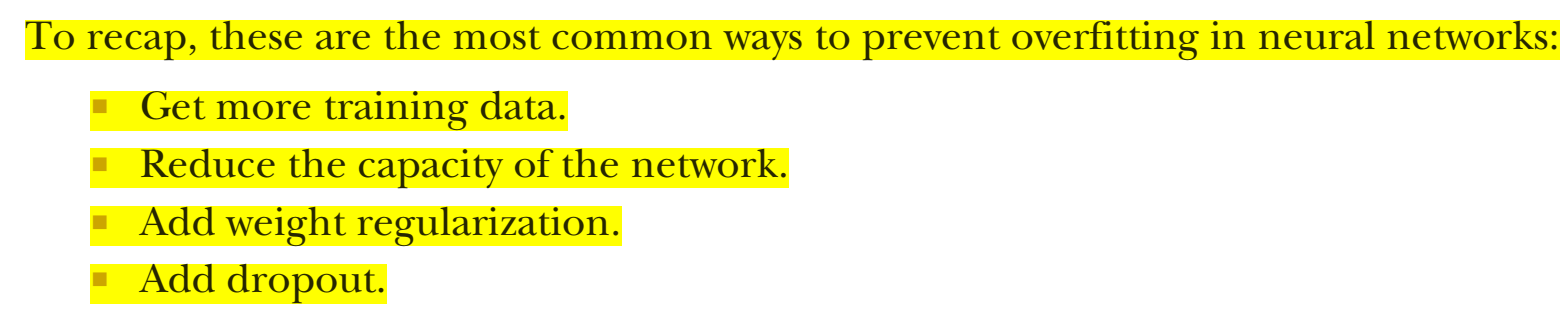 To recap, these are the most common ways to prevent overfitting in neural networks:
▪ Get more training data.
▪ Reduce the capacity of the network.
▪ Add weight regularization.
▪ Add dropout.